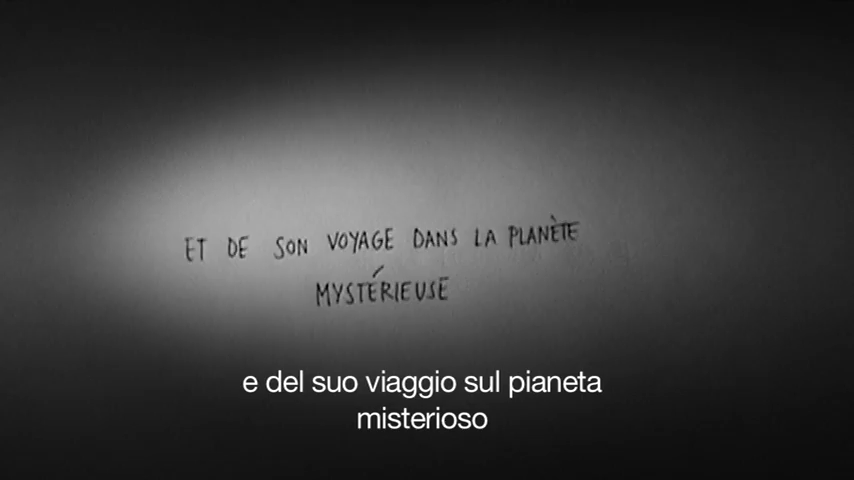 ET DE SON VOYAGE DANS LA PLANÈTE
MYSTÉRIEUSE
e del suo viaggio sul pianeta
misterioso